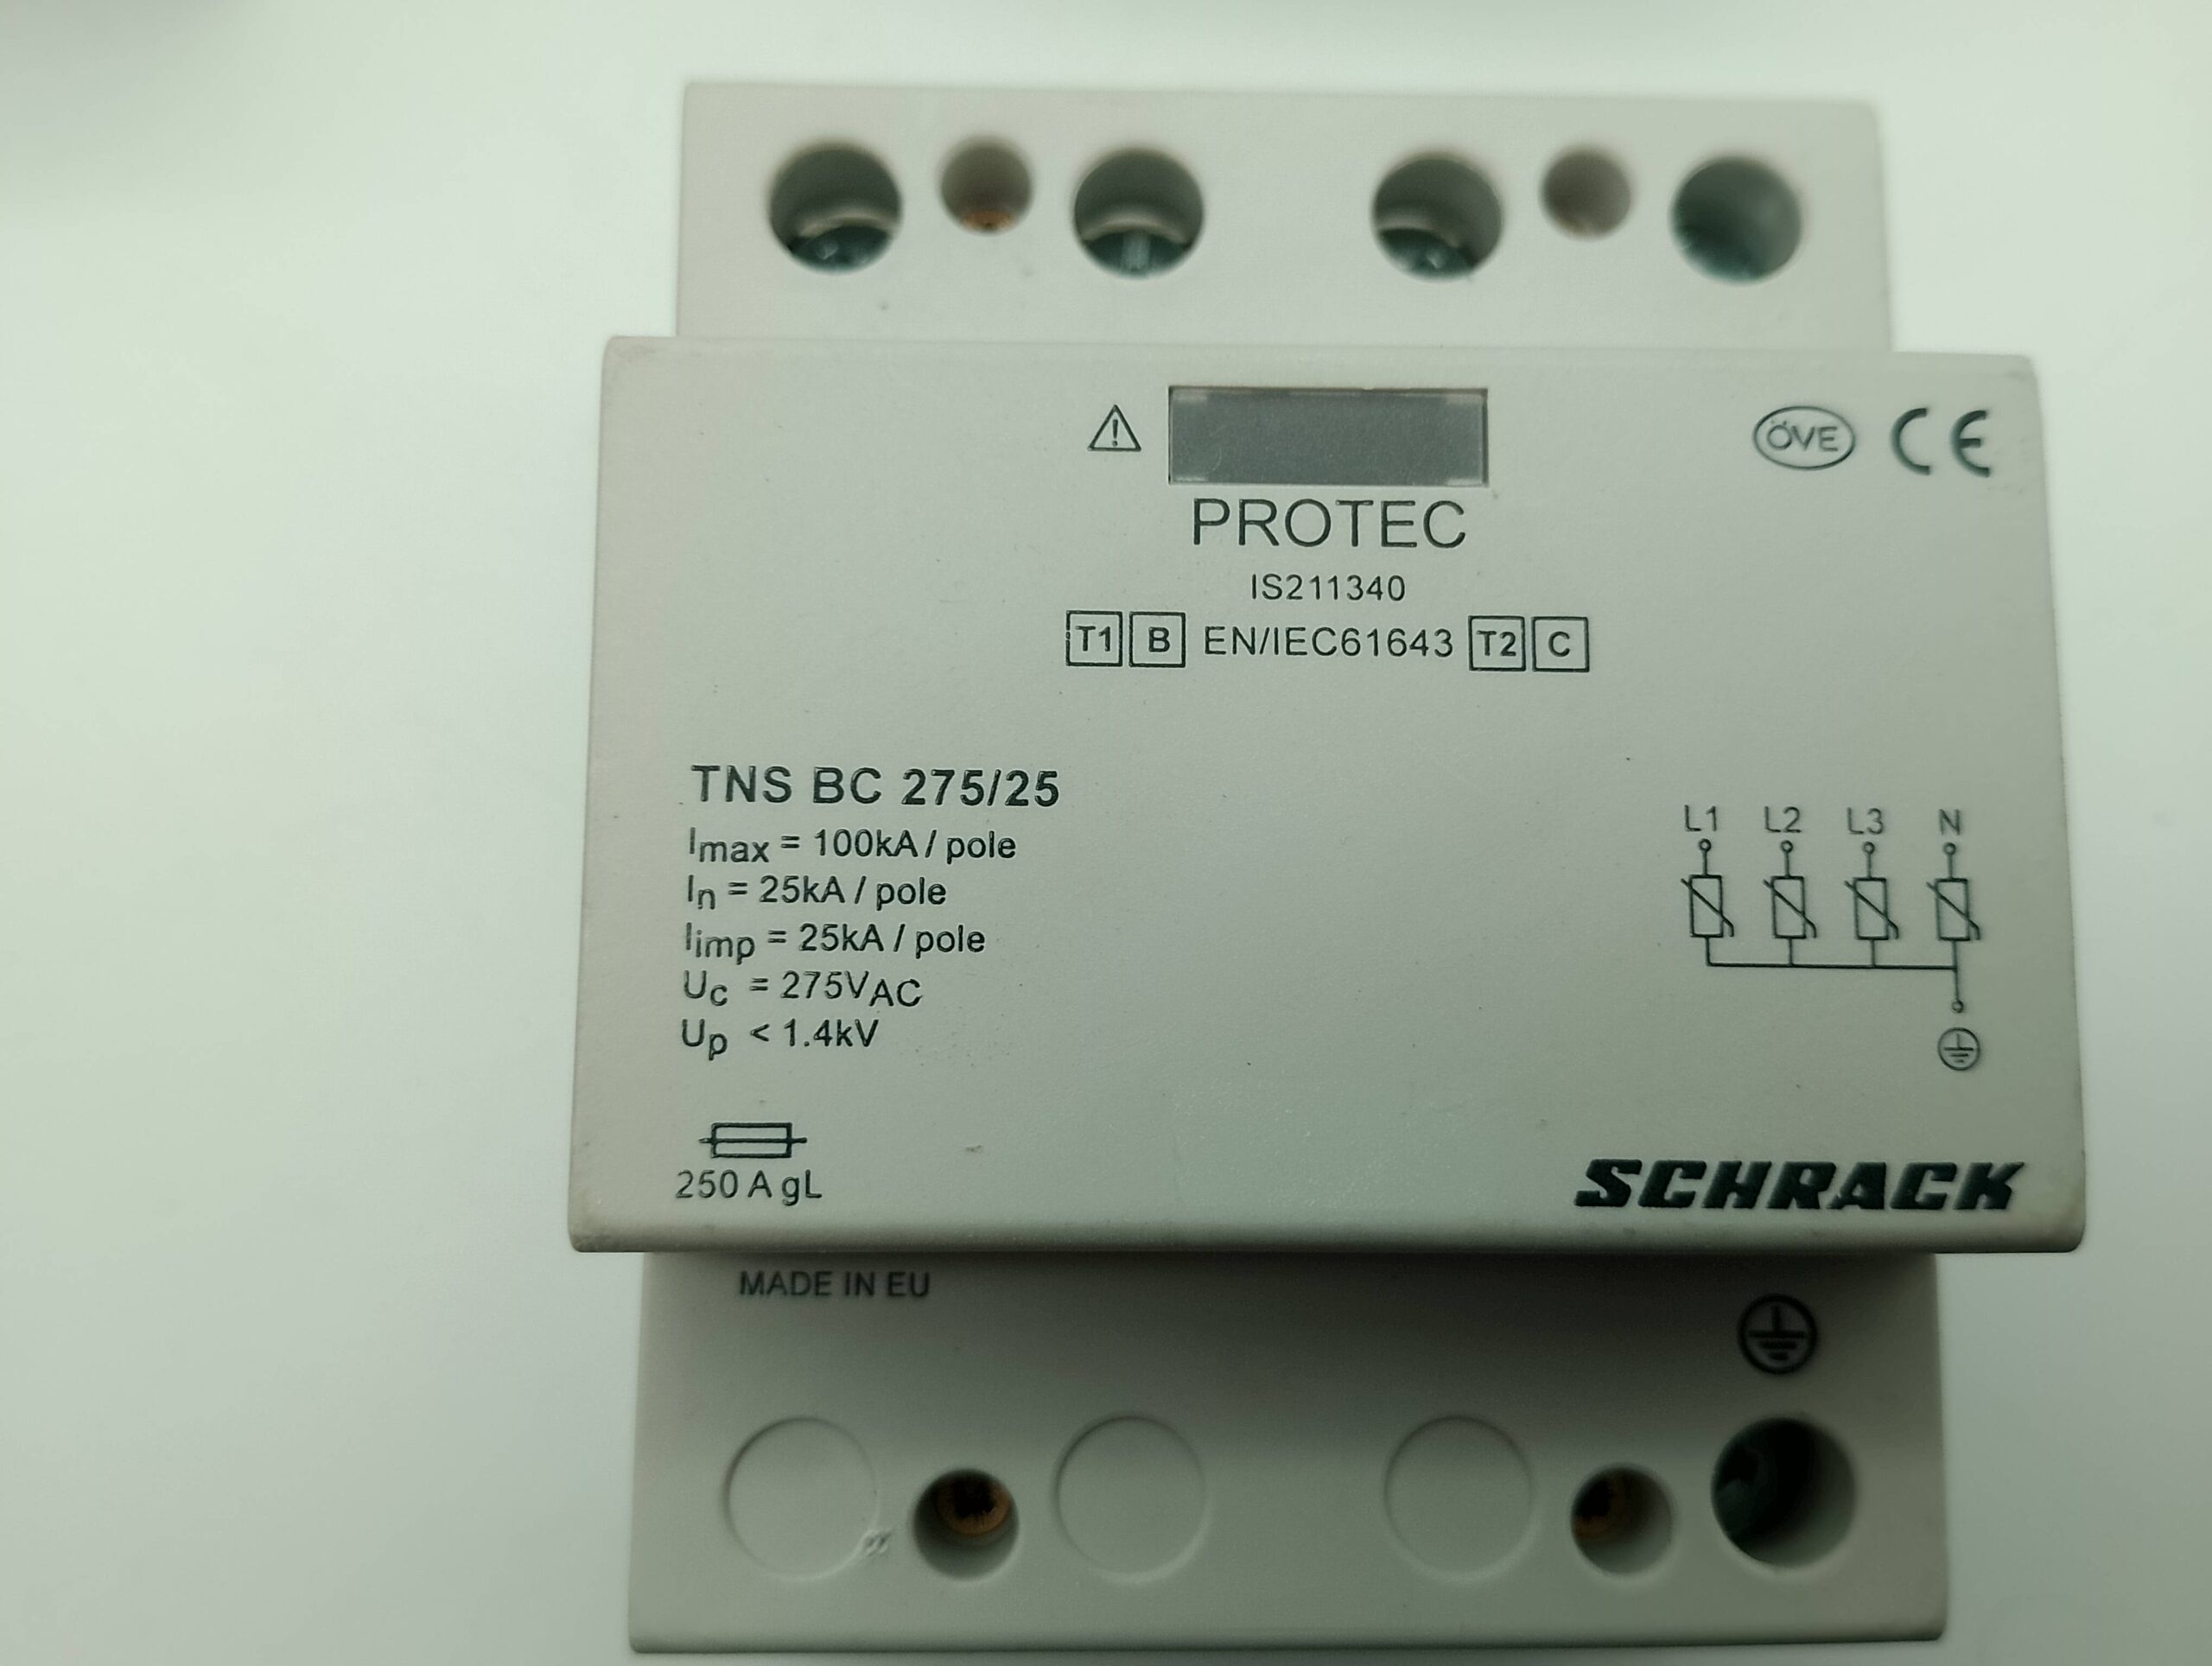 ÖVE CE
PROTEC
IS211340
T1 B EN/IEC61643 T2 C
TNS BC 275/25
Imax = 100kA / pole
In = 25kA / pole
Iimp = 25kA / pole
Uc = 275VAC
Up < 1.4kV
L1 L2 L3 N
250 A gL
SCHRACK
MADE IN EU